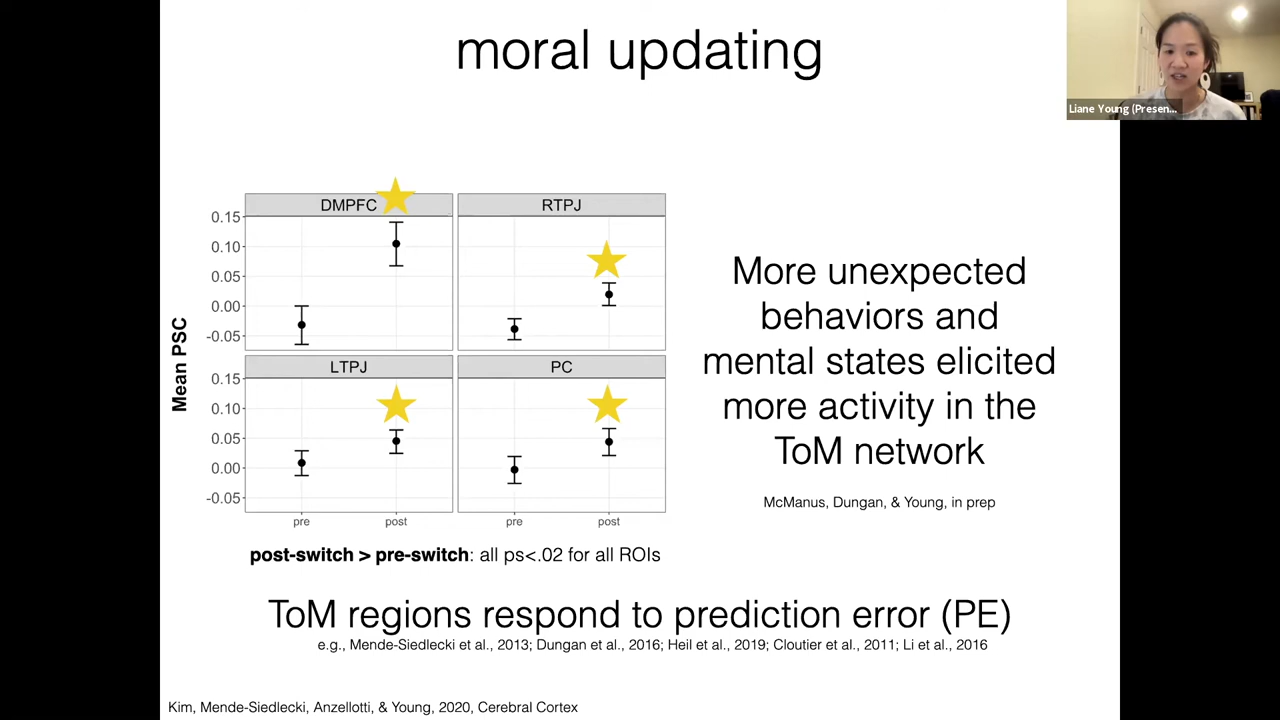 moral updating
Liane Young (Presen...
DMPFC
RTPJ
0.15
0.10
0.05
0.00
-0.05
LTPJ
PC
0.15
0.10
0.05
0.00
-0.05
Mean PSC
pre
post
pre
post
post-switch > pre-switch: all ps<.02 for all ROIs
More unexpected
behaviors and
mental states elicited
more activity in the
ToM network
McManus, Dungan, & Young, in prep
ToM regions respond to prediction error (PE)
e.g., Mende-Siedlecki et al., 2013; Dungan et al., 2016; Heil et al., 2019; Cloutier et al., 2011; Li et al., 2016
Kim, Mende-Siedlecki, Anzellotti, & Young, 2020, Cerebral Cortex